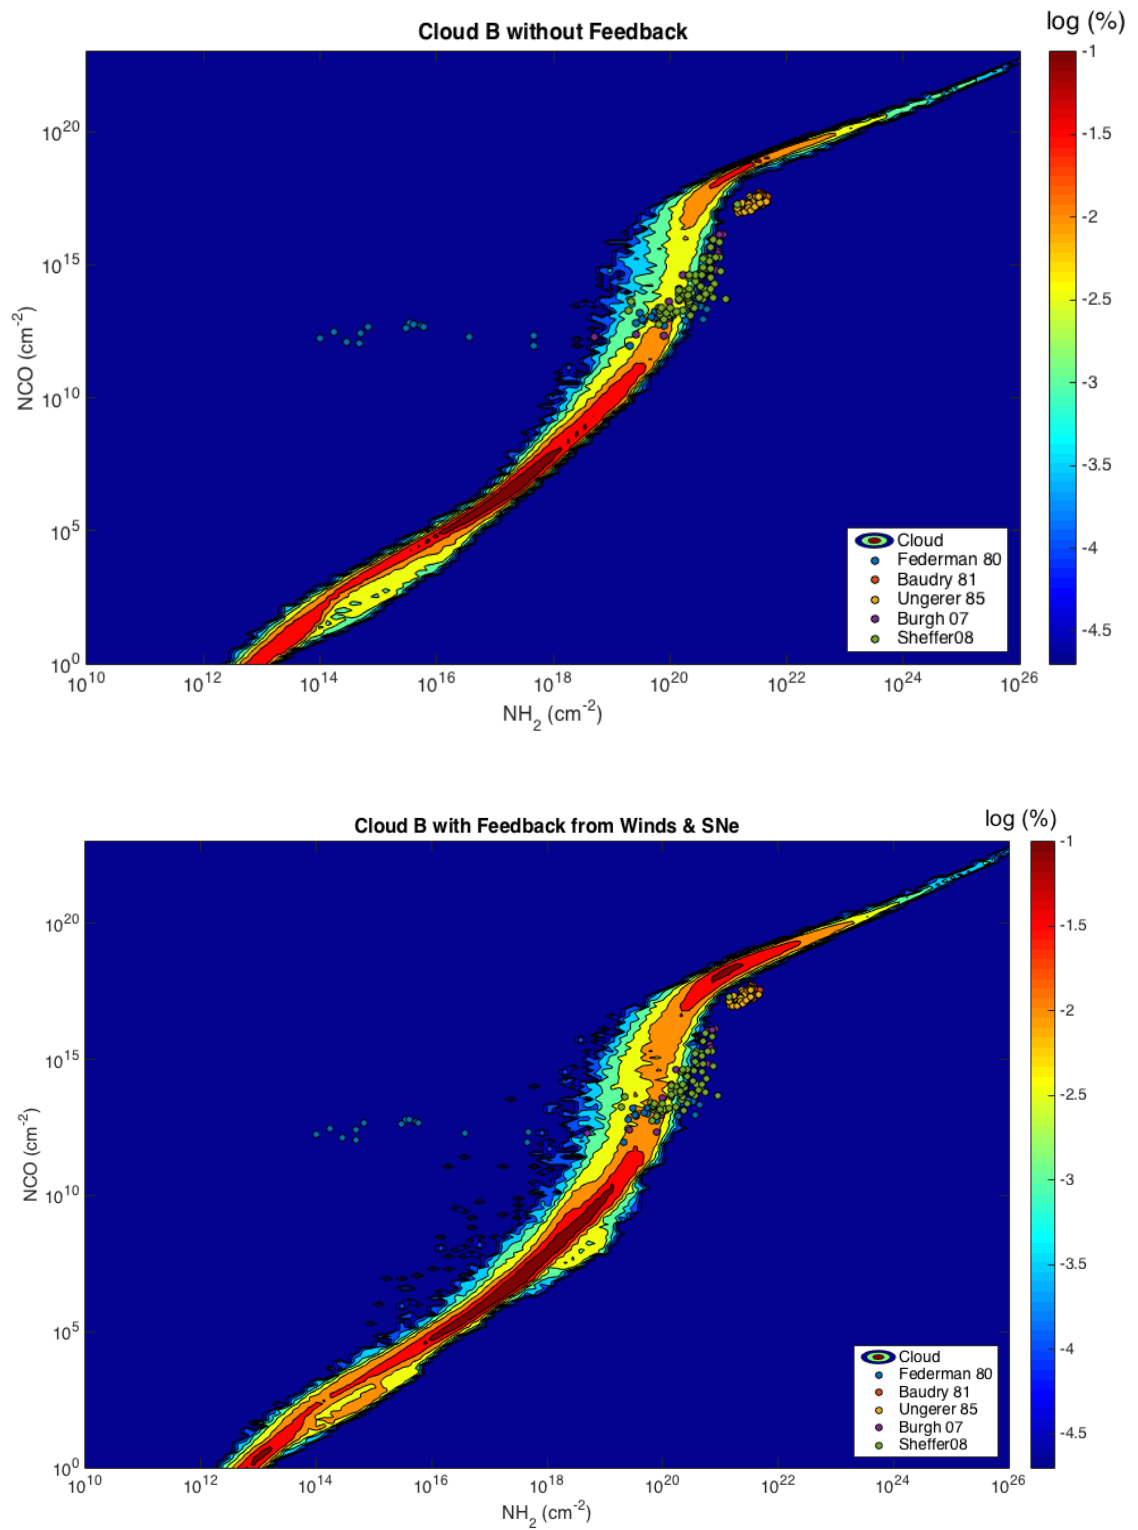 Cloud B without Feedback
log (%)
-1
-1.5
-2
-2.5
-3
-3.5
-4
-4.5
10^20
10^15
10^10
10^5
10^0
NCO (cm^-2)
10^10 10^12 10^14 10^16 10^18 10^20 10^22 10^24 10^26
NH_2 (cm^-2)
Cloud
Federman 80
Baudry 81
Ungerer 85
Burgh 07
Sheffer08
Cloud B with Feedback from Winds & SNe
log (%)
-1
-1.5
-2
-2.5
-3
-3.5
-4
-4.5
10^20
10^15
10^10
10^5
10^0
NCO (cm^-2)
10^10 10^12 10^14 10^16 10^18 10^20 10^22 10^24 10^26
NH_2 (cm^-2)
Cloud
Federman 80
Baudry 81
Ungerer 85
Burgh 07
Sheffer08